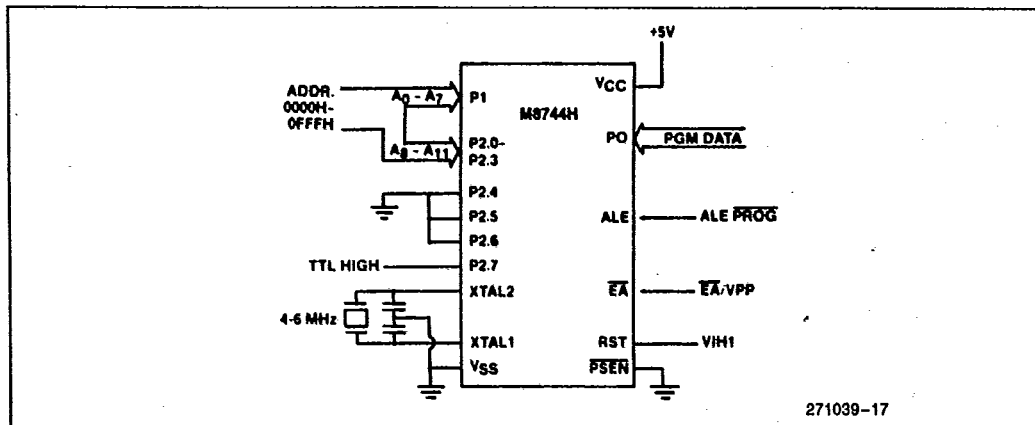 +5V
VCC
ADDR.
0000H-
0FFFH
A0 - A7
P1
M8744H
P2.0-
P2.3
A8 - A11
PO
PGM DATA
P2.4
P2.5
P2.6
P2.7
TTL HIGH
ALE
ALE PROG
XTAL2
4-6 MHz
XTAL1
VSS
EA
EA/VPP
RST
VIH1
PSEN
271039-17